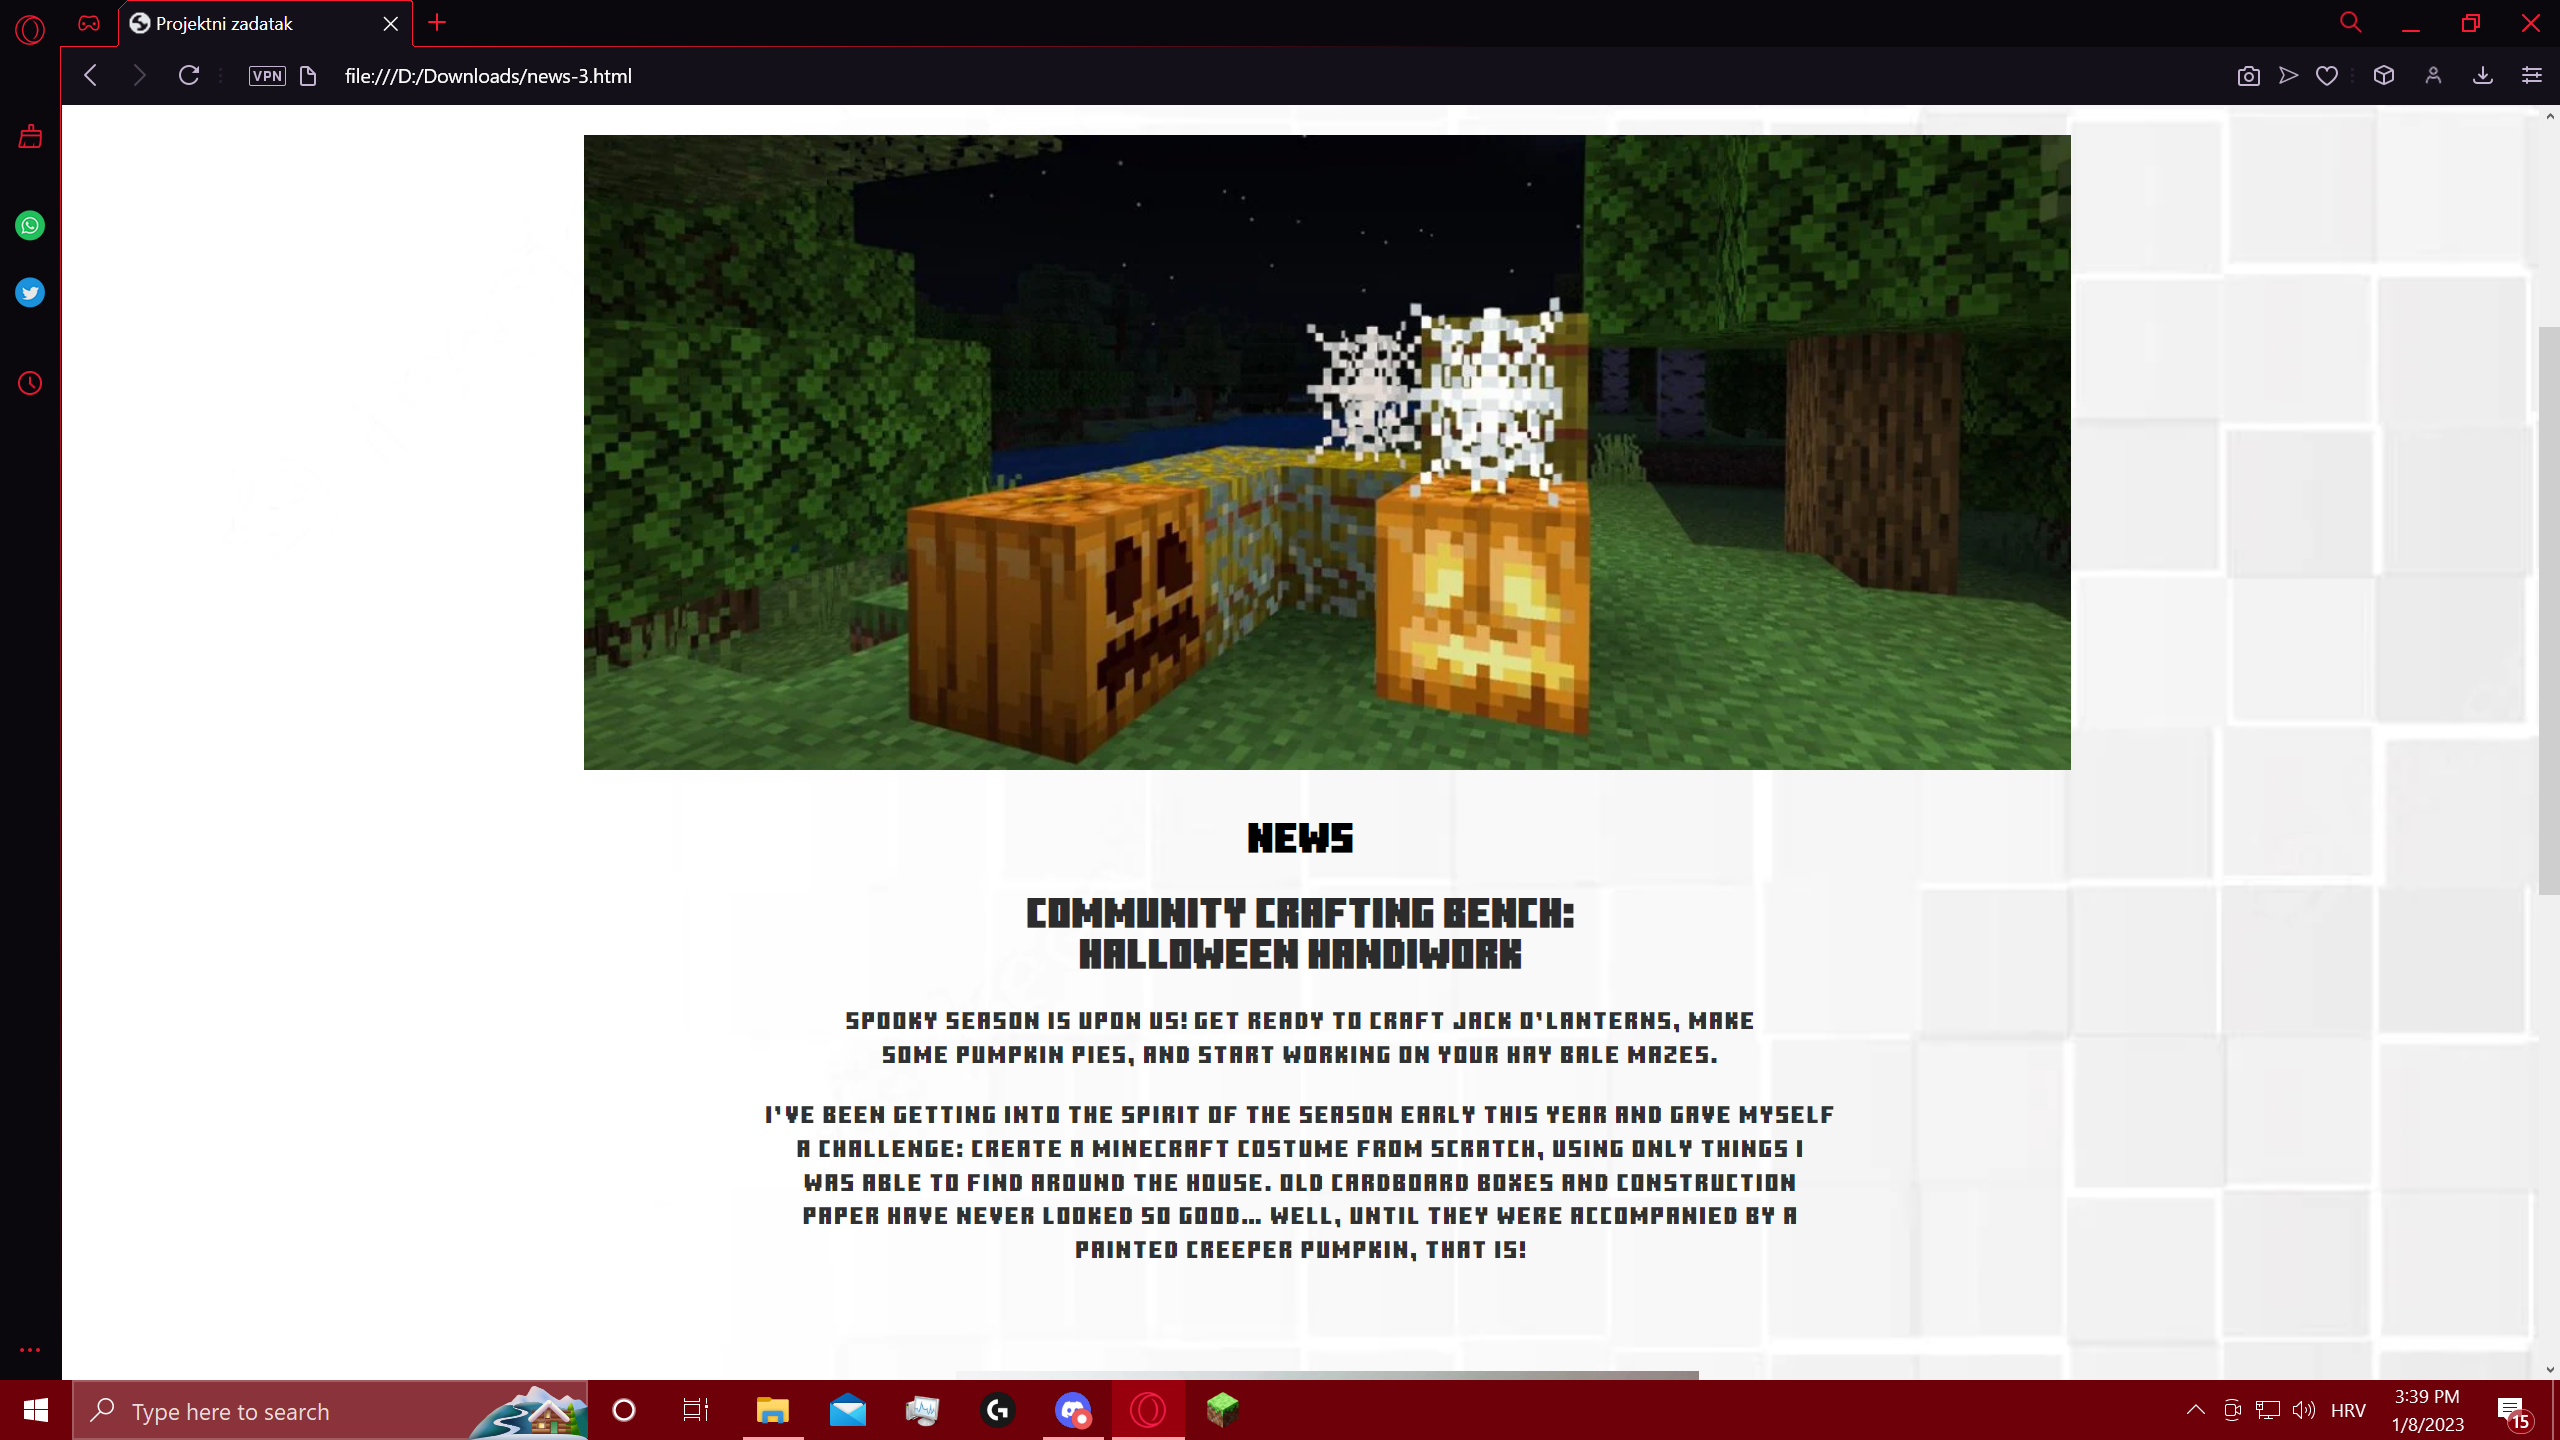 Projektni zadatak
VPN
file:///D:/Downloads/news-3.html
NEWS
COMMUNITY CRAFTING BENCH:
HALLOWEEN HANDIWORK
SPOOKY SEASON IS UPON US! GET READY TO CRAFT JACK O'LANTERNS, MAKE
SOME PUMPKIN PIES, AND START WORKING ON YOUR HAY BALE MAZES.
I'VE BEEN GETTING INTO THE SPIRIT OF THE SEASON EARLY THIS YEAR AND GAVE MYSELF
A CHALLENGE: CREATE A MINECRAFT COSTUME FROM SCRATCH, USING ONLY THINGS I
WAS ABLE TO FIND AROUND THE HOUSE. OLD CARDBOARD BOXES AND CONSTRUCTION
PAPER HAVE NEVER LOOKED SO GOOD... WELL, UNTIL THEY WERE ACCOMPANIED BY A
PAINTED CREEPER PUMPKIN, THAT IS!
Type here to search
HRV
3:39 PM
1/8/2023
15